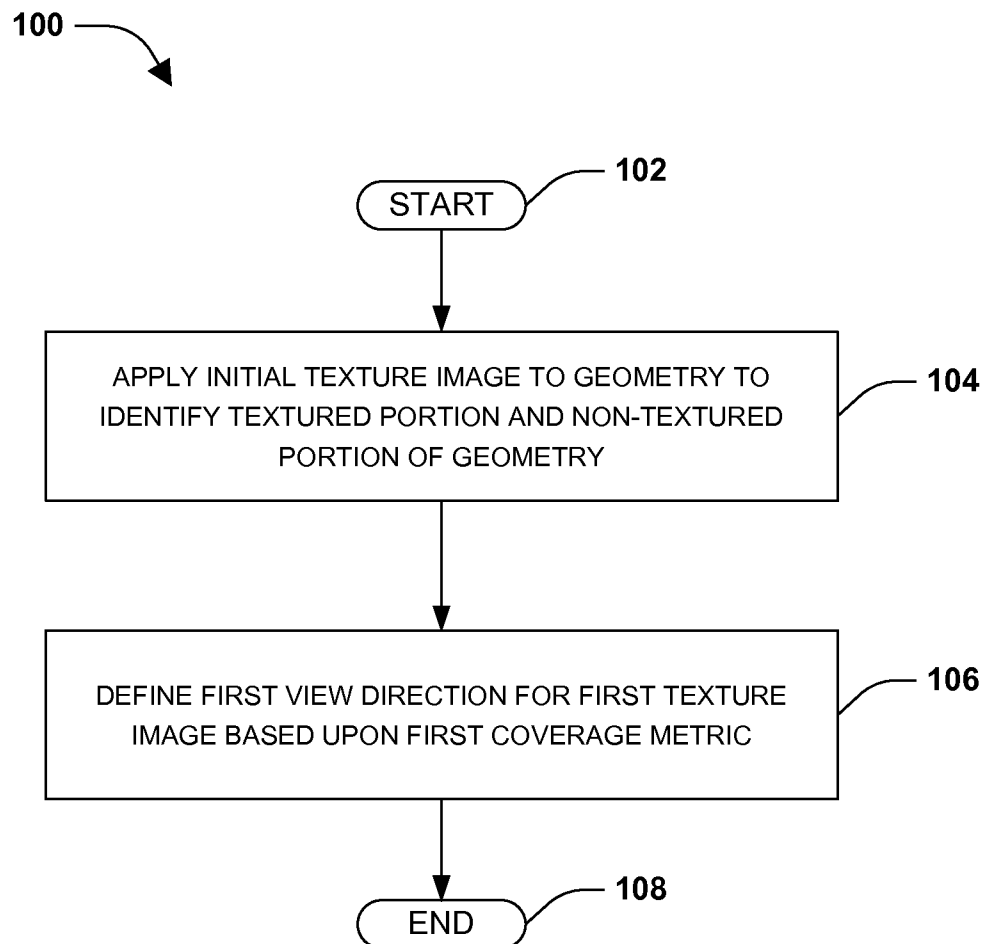 100
102
START
APPLY INITIAL TEXTURE IMAGE TO GEOMETRY TO
IDENTIFY TEXTURED PORTION AND NON-TEXTURED
PORTION OF GEOMETRY
104
DEFINE FIRST VIEW DIRECTION FOR FIRST TEXTURE
IMAGE BASED UPON FIRST COVERAGE METRIC
106
108
END